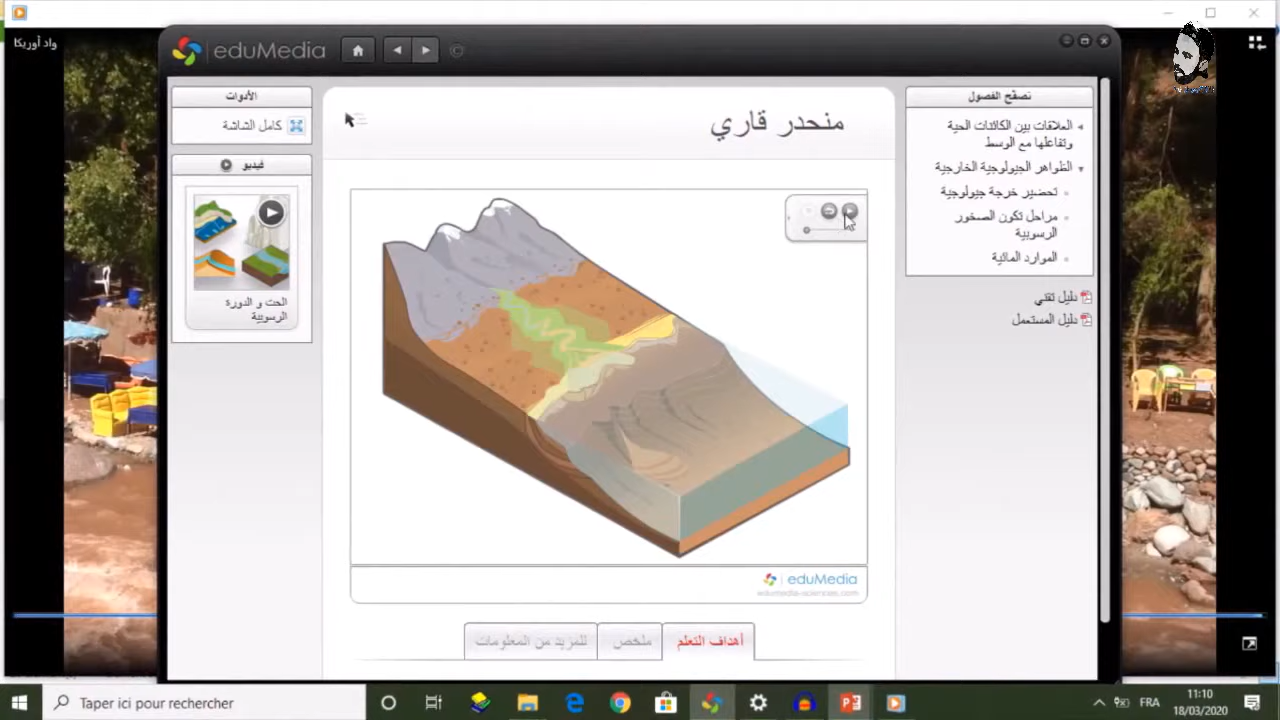 واد أوريكا
eduMedia
الأدوات
كامل الشاشة
فيديو
الحت و الدورة
الرسوبية
منحدر قاري
تصفّح الفصول
العلاقات بين الكائنات الحية
وتفاعلها مع الوسط
الظواهر الجيولوجية الخارجية
تحضير خرجة جيولوجية
مراحل تكون الصخور
الرسوبية
الموارد المائية
دليل تقني
دليل المستعمل
eduMedia
edumedia-sciences.com
أهداف التعلم
ملخص
للمزيد من المعلومات
Taper ici pour rechercher
FRA
11:10
18/03/2020